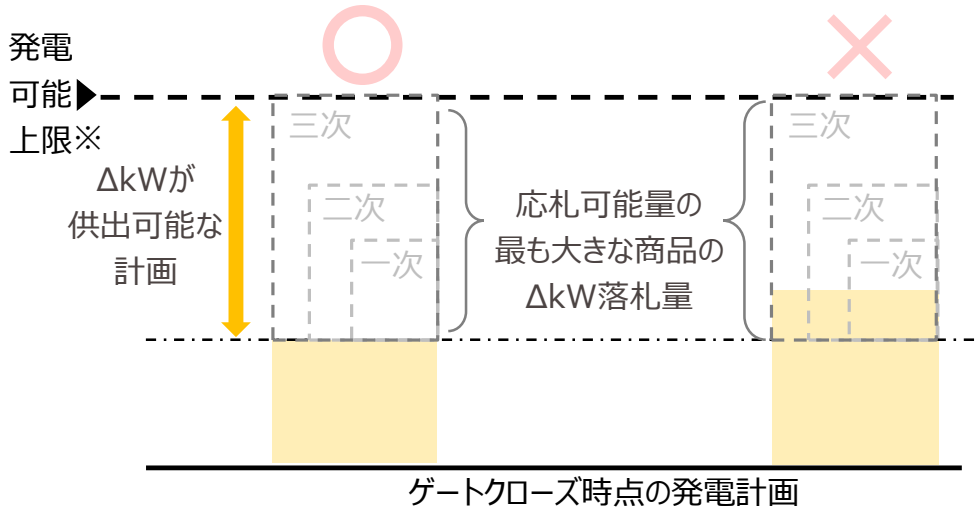 発電
可能
上限※
ΔkWが
供出可能な
計画
三次
二次
一次
応札可能量の
最も大きな商品の
ΔkW落札量
三次
二次
一次
ゲートクローズ時点の発電計画